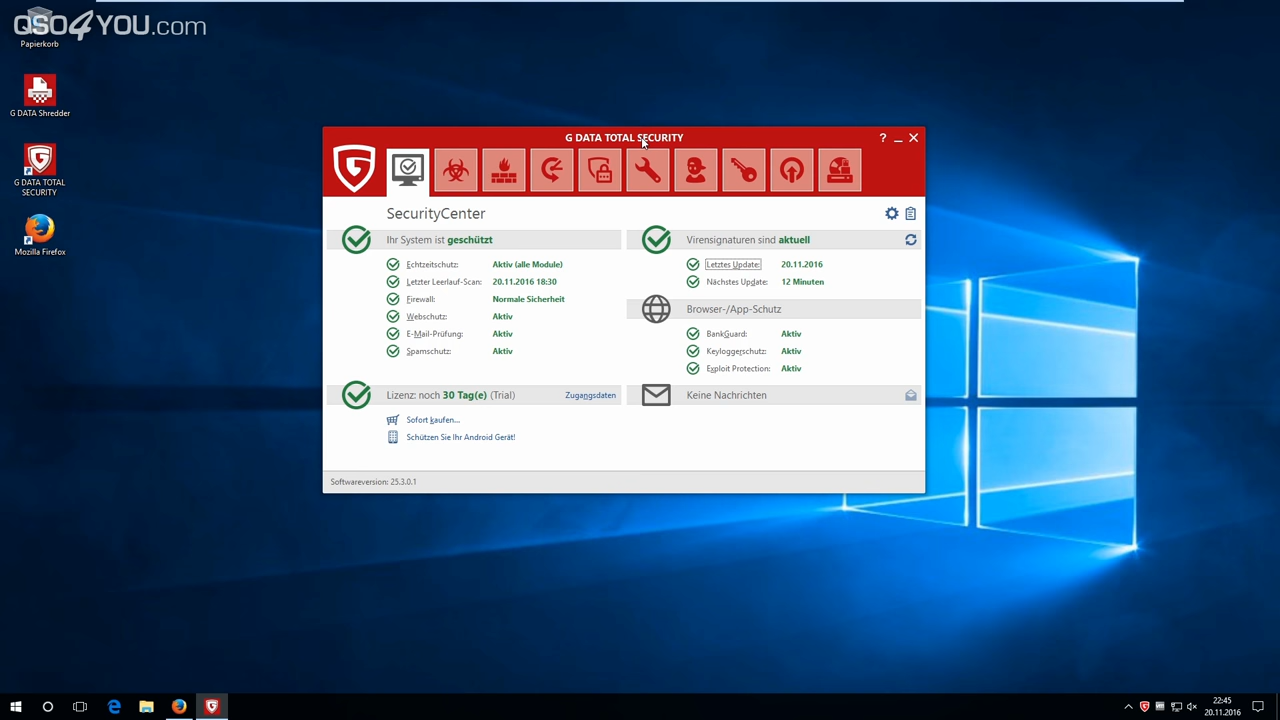 QSO4YOU.com
Papierkorb
G DATA Shredder
G DATA TOTAL
SECURITY
Mozilla Firefox
G DATA TOTAL SECURITY
?
SecurityCenter
Ihr System ist geschützt
Echtzeitschutz: Aktiv (alle Module)
Letzter Leerlauf-Scan: 20.11.2016 18:30
Firewall: Normale Sicherheit
Webschutz: Aktiv
E-Mail-Prüfung: Aktiv
Spamschutz: Aktiv
Virensignaturen sind aktuell
Letztes Update: 20.11.2016
Nächstes Update: 12 Minuten
Browser-/App-Schutz
BankGuard: Aktiv
Keyloggerschutz: Aktiv
Exploit Protection: Aktiv
Lizenz: noch 30 Tag(e) (Trial) Zugangsdaten
Sofort kaufen...
Schützen Sie Ihr Android Gerät!
Keine Nachrichten
Softwareversion: 25.3.0.1
22:45
20.11.2016